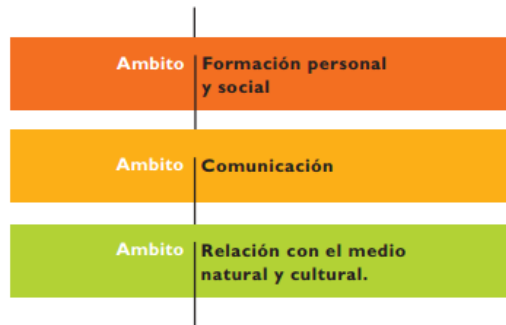 Ambito Formación personal
y social
Ambito Comunicación
Ambito Relación con el medio
natural y cultural.